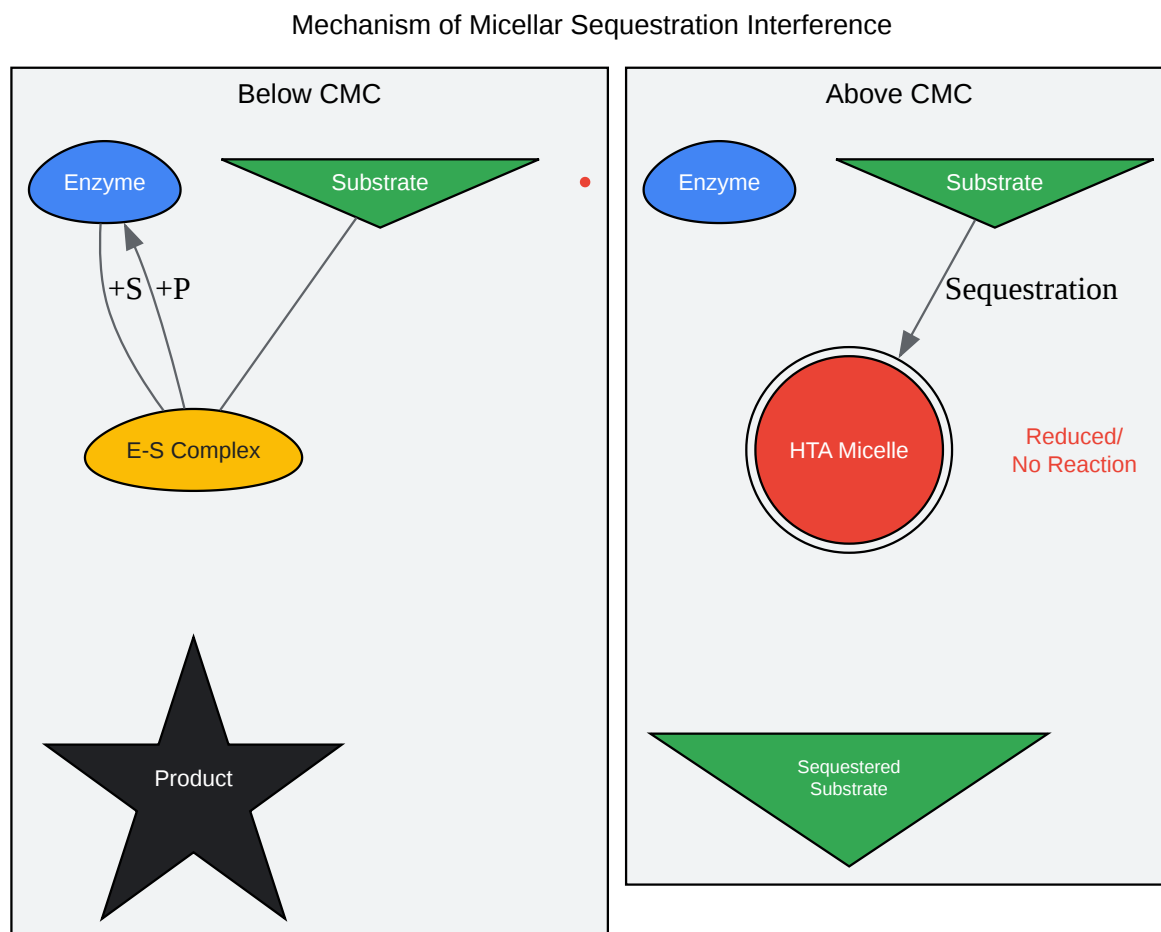 Mechanism of Micellar Sequestration Interference
Below CMC
Enzyme
Substrate
+S
+P
E-S Complex
Product
Above CMC
Enzyme
Substrate
Sequestration
HTA Micelle
Reduced/
No Reaction
Sequestered
Substrate